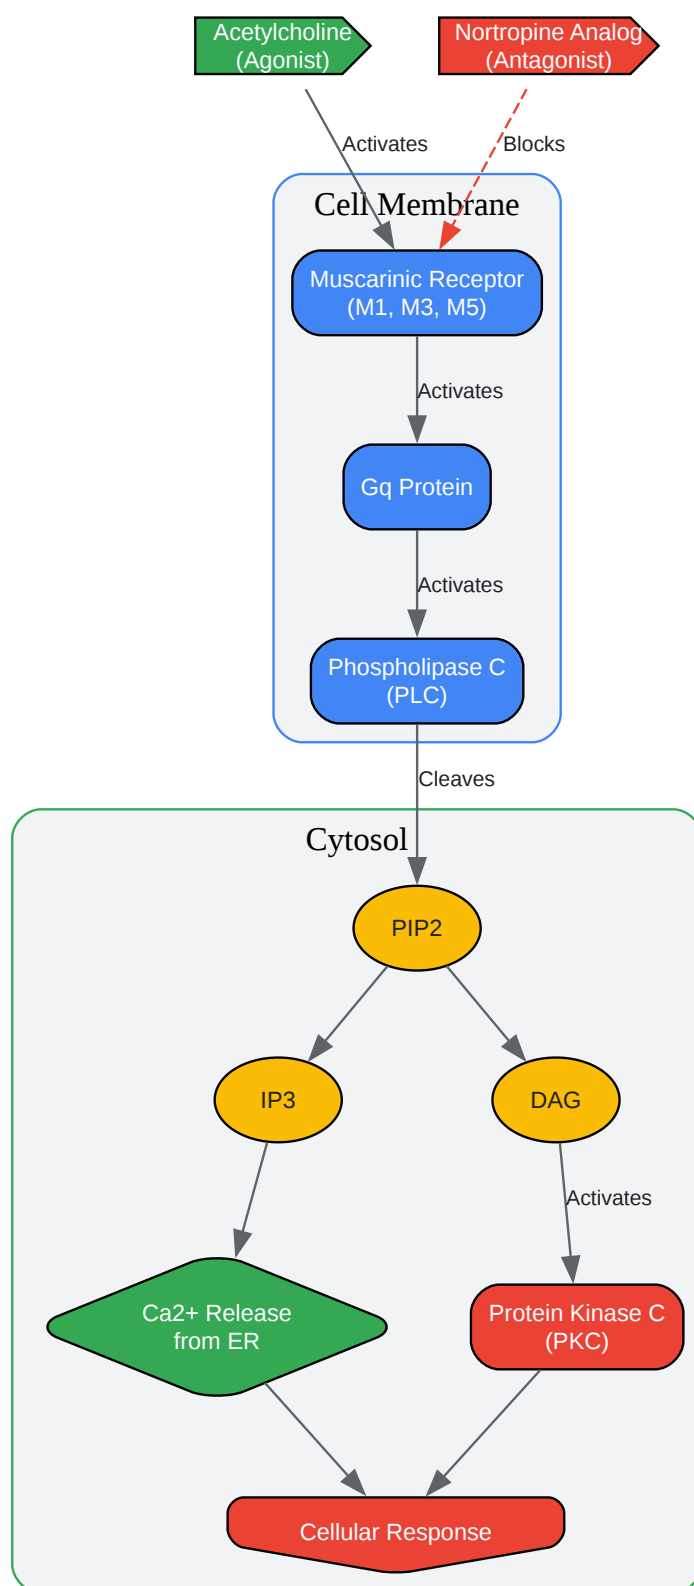 Acetylcholine
(Agonist)
Nortropine Analog
(Antagonist)
Activates
Blocks
Cell Membrane
Muscarinic Receptor
(M1, M3, M5)
Activates
Gq Protein
Activates
Phospholipase C
(PLC)
Cleaves
Cytosol
PIP2
IP3
DAG
Activates
Ca2+ Release
from ER
Protein Kinase C
(PKC)
Cellular Response